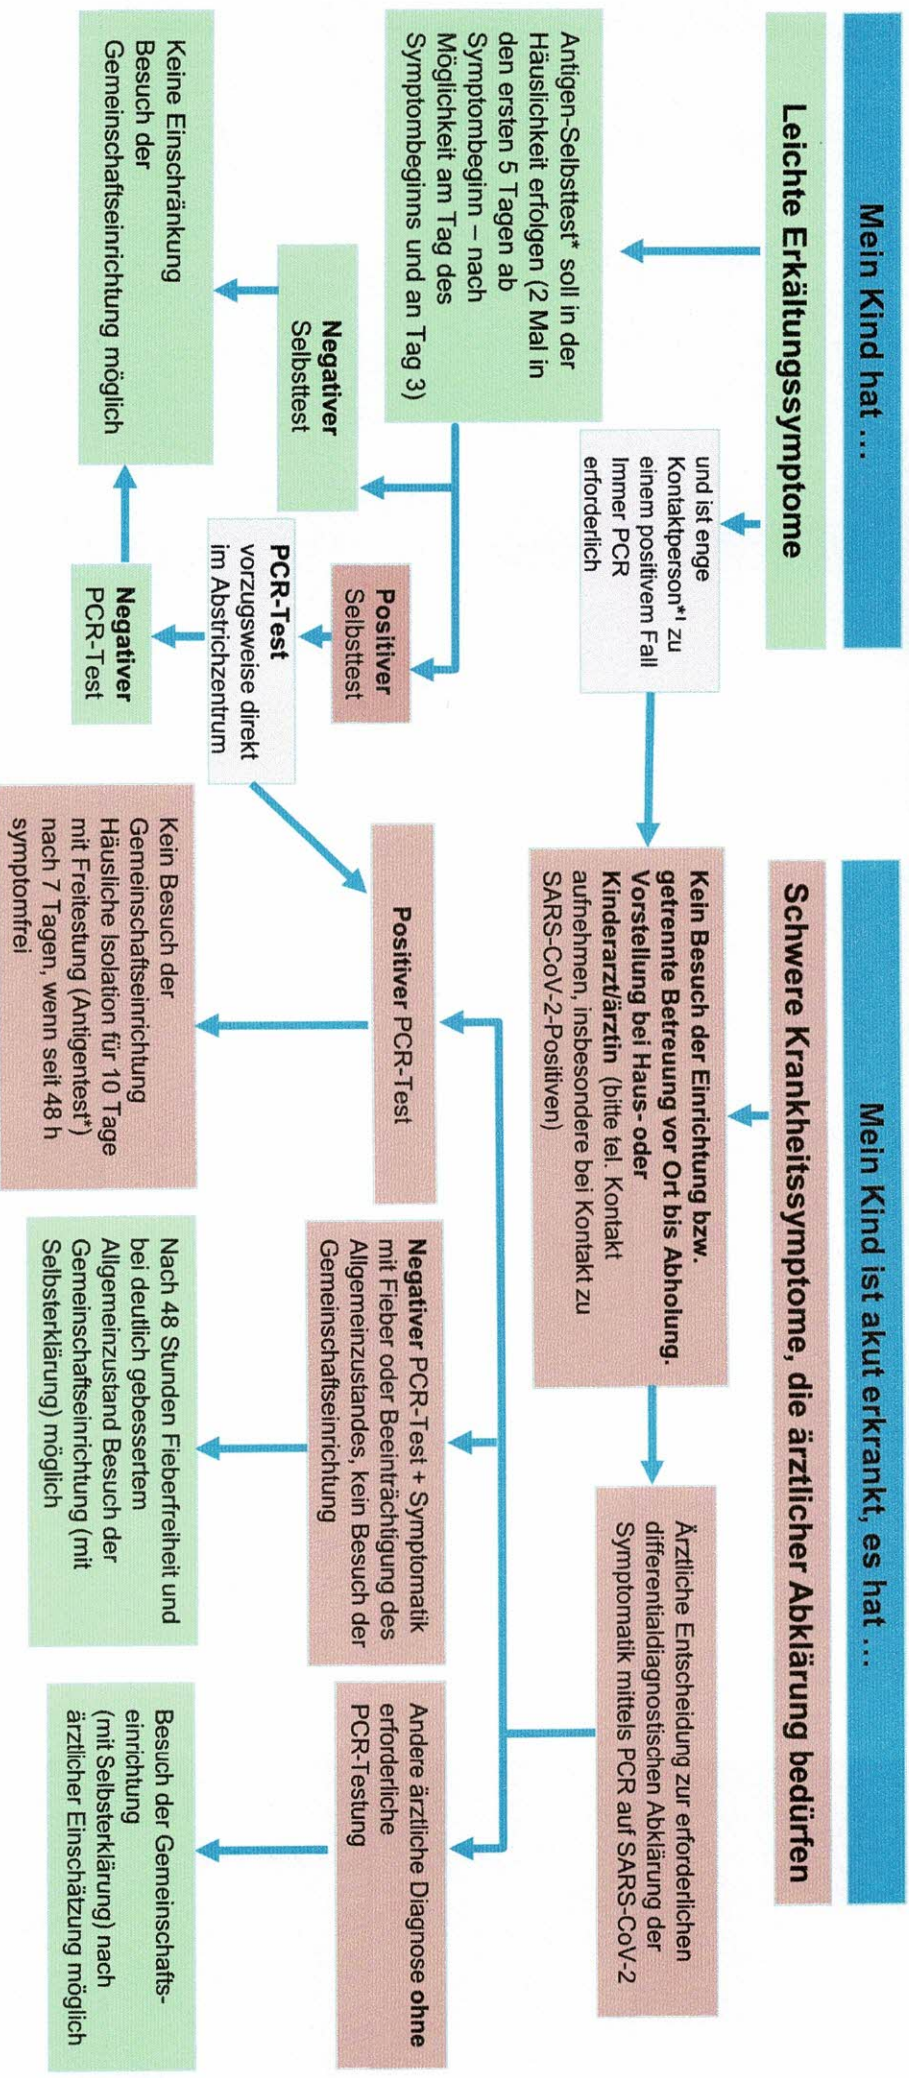 Mein Kind hat …
Leichte Erkältungssymptome
Antigen-Selbsttest* soll in der
Häuslichkeit erfolgen (2 Mal in
den ersten 5 Tagen ab
Symptombeginn – nach
Möglichkeit am Tag des
Symptombeginns und an Tag 3)
und ist enge
Kontaktperson*¹ zu
einem positivem Fall
Immer PCR
erforderlich
Negativer
Selbsttest
Positiver
Selbsttest
PCR-Test
vorzugsweise direkt
im Abstrichzentrum
Keine Einschränkung
Besuch der
Gemeinschaftseinrichtung möglich
Negativer
PCR-Test
Mein Kind ist akut erkrankt, es hat …
Schwere Krankheitssymptome, die ärztlicher Abklärung bedürfen
Kein Besuch der Einrichtung bzw.
getrennte Betreuung vor Ort bis Abholung.
Vorstellung bei Haus- oder
Kinderarzt/ärztin (bitte tel. Kontakt
aufnehmen, insbesondere bei Kontakt zu
SARS-CoV-2-Positiven)
Ärztliche Entscheidung zur erforderlichen
differentialdiagnostischen Abklärung der
Symptomatik mittels PCR auf SARS-CoV-2
Positiver PCR-Test
Negativer PCR-Test + Symptomatik
mit Fieber oder Beeinträchtigung des
Allgemeinzustandes, kein Besuch der
Gemeinschaftseinrichtung
Andere ärztliche Diagnose ohne
erforderliche
PCR-Testung
Kein Besuch der
Gemeinschaftseinrichtung
Häusliche Isolation für 10 Tage
mit Freitestung (Antigentest*)
nach 7 Tagen, wenn seit 48 h
symptomfrei
Nach 48 Stunden Fieberfreiheit und
bei deutlich gebessertem
Allgemeinzustand Besuch der
Gemeinschaftseinrichtung (mit
Selbsterklärung) möglich
Besuch der Gemeinschafts-
einrichtung
(mit Selbsterklärung) nach
ärztlicher Einschätzung möglich